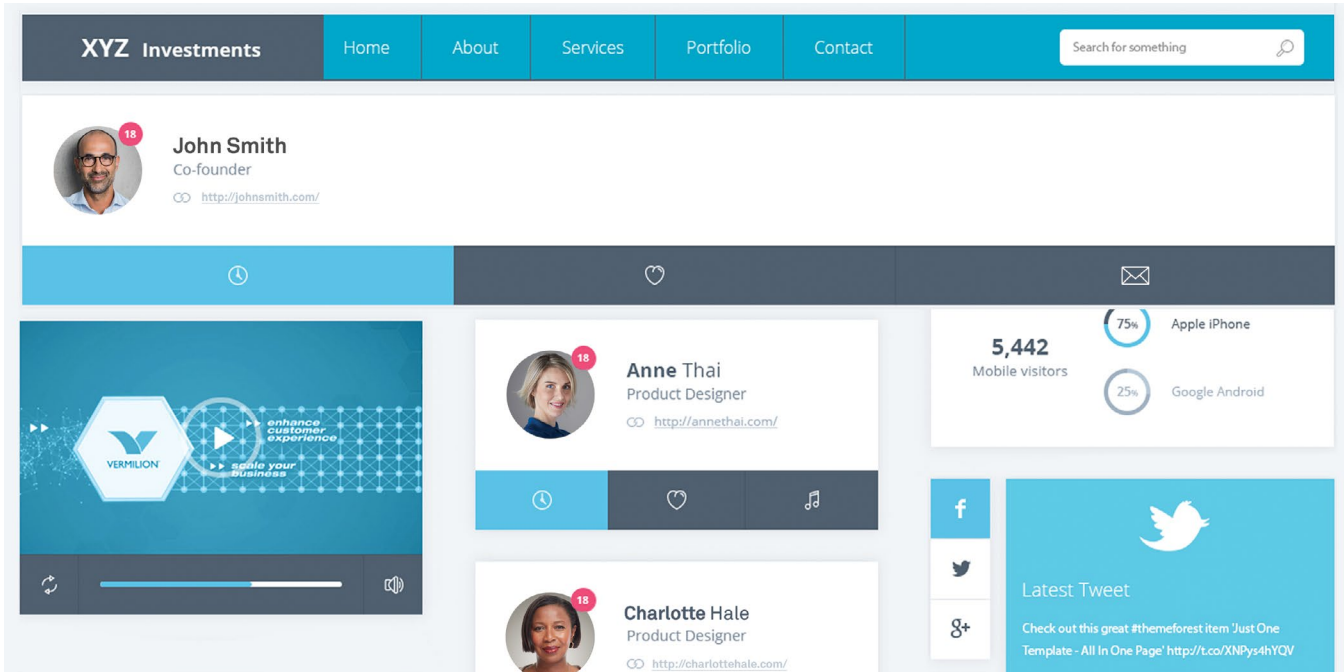 XYZ Investments
Home
About
Services
Portfolio
Contact
Search for something
18
John Smith
Co-founder
http://johnsmith.com/
VERMILION
enhance
customer
experience
scale your
business
18
Anne Thai
Product Designer
http://annethai.com/
18
Charlotte Hale
Product Designer
http://charlottehale.com/
5,442
Mobile visitors
75%
Apple iPhone
25%
Google Android
f
8+
Latest Tweet
Check out this great #themeforest item 'Just One
Template - All In One Page' http://t.co/XNPys4hYQV